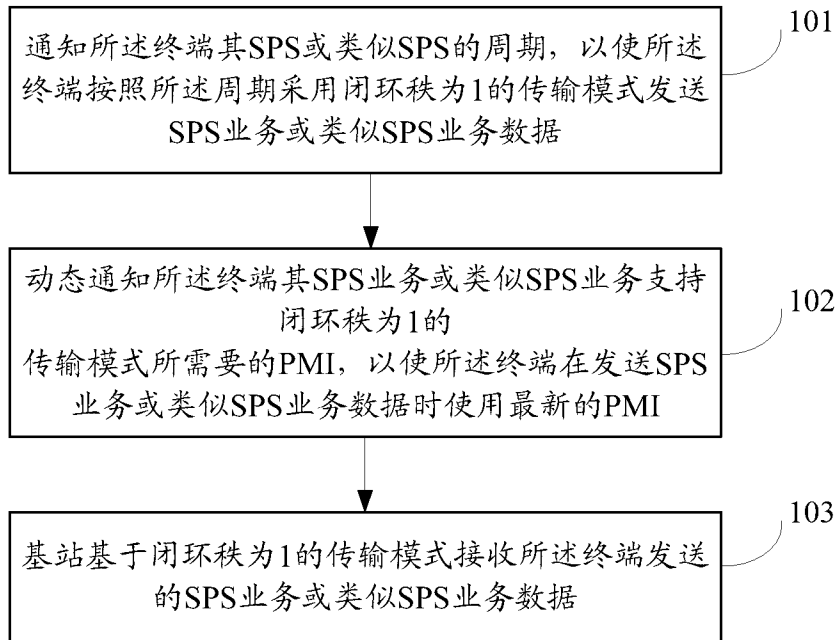 通知所述终端其SPS或类似SPS的周期，以使所述
终端按照所述周期采用闭环秩为1的传输模式发送
SPS业务或类似SPS业务数据
101
动态通知所述终端其SPS业务或类似SPS业务支持
闭环秩为1的
传输模式所需要的PMI，以使所述终端在发送SPS
业务或类似SPS业务数据时使用最新的PMI
102
基站基于闭环秩为1的传输模式接收所述终端发送
的SPS业务或类似SPS业务数据
103